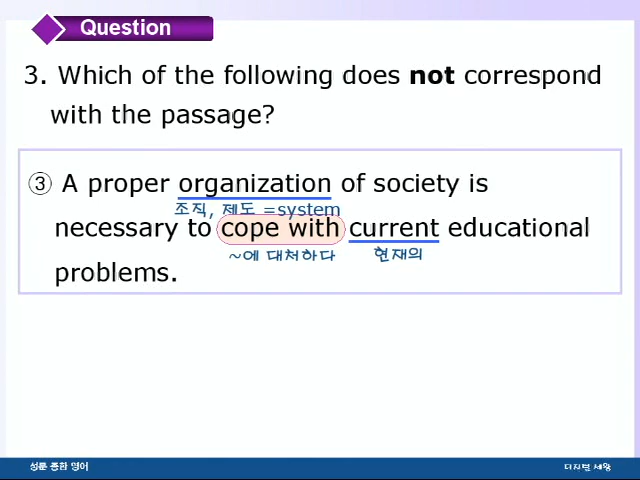 Question
3. Which of the following does not correspond
with the passage?
③ A proper organization of society is
조직, 제도 =system
necessary to cope with current educational
~에 대처하다 현재의
problems.
성문 종합 영어
디지털 세왕